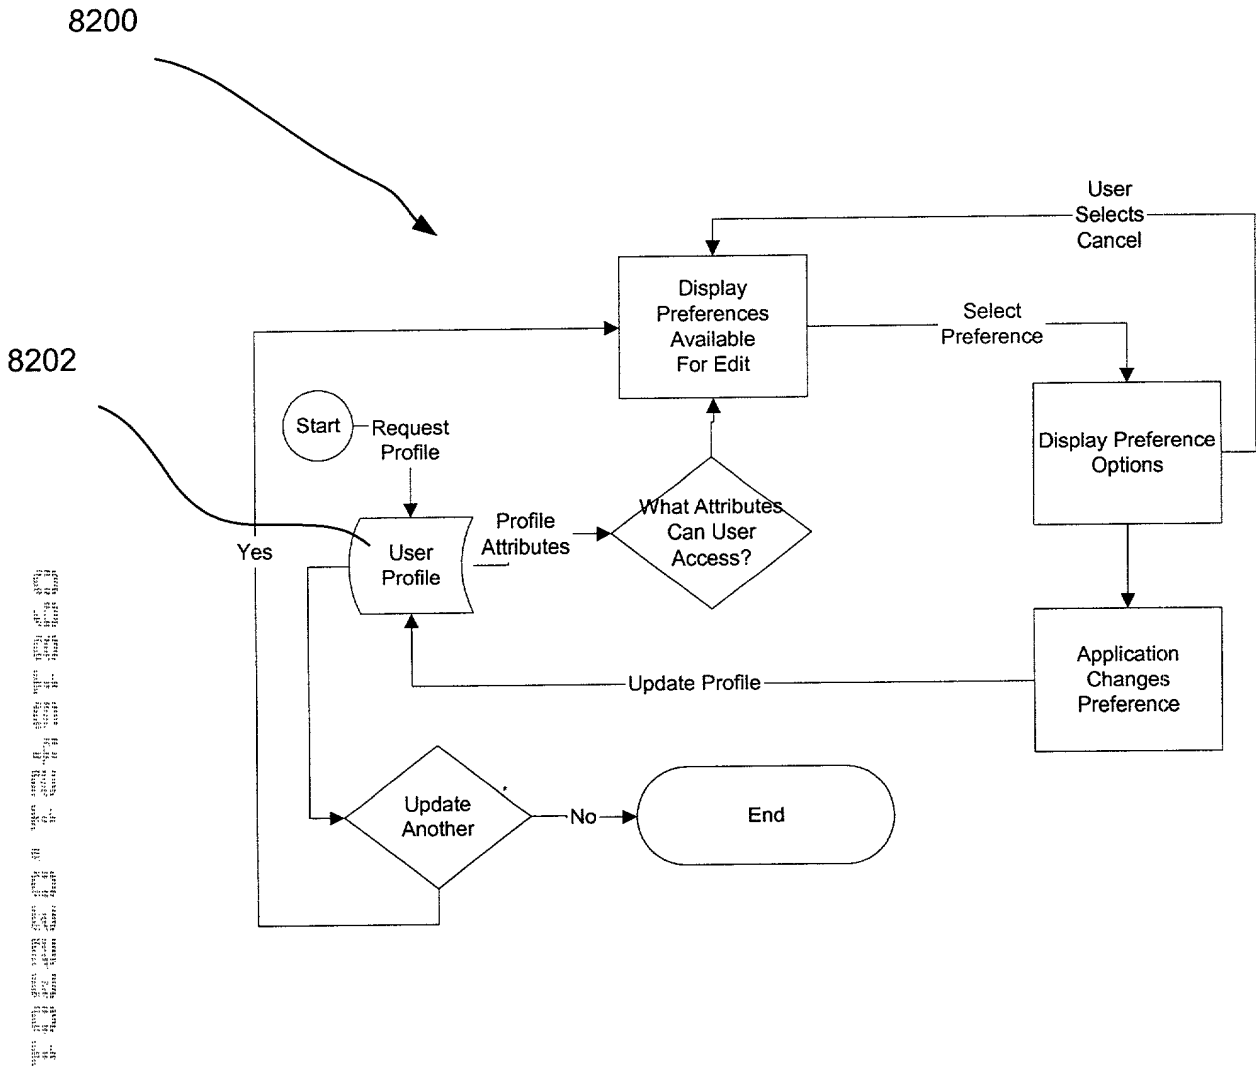 8200
User
Selects
Cancel
Display
Preferences
Available
For Edit
Select
Preference
8202
Start
Request
Profile
Display Preference
Options
What Attributes
Can User
Access?
Profile
Attributes
User
Profile
Yes
Application
Changes
Preference
Update Profile
Update
Another
No
End